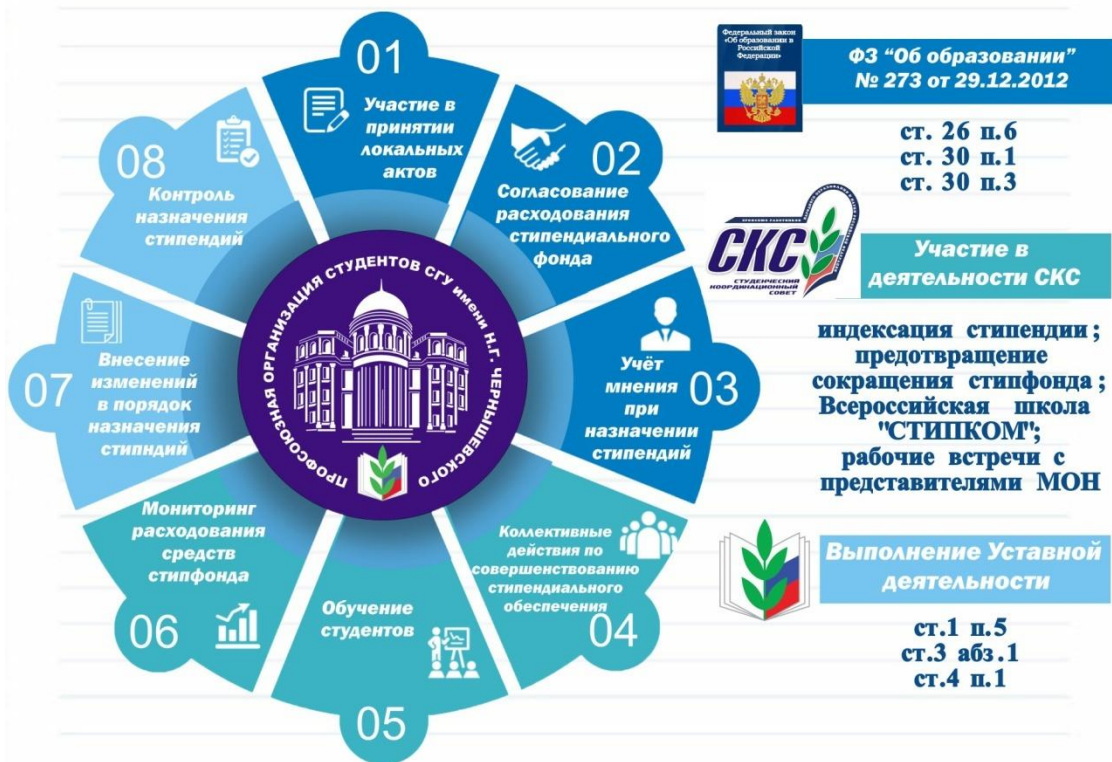 01
Участие в
принятии
локальных
актов
02
Согласование
расходования
стипендиального
фонда
03
Учёт
мнения
при
назначении
стипендий
04
Коллективные
действия по
совершенствованию
стипендиального
обеспечения
05
Обучение
студентов
06
Мониторинг
расходования
средств
стипфонда
07
Внесение
изменений
в порядок
назначения
стипндий
08
Контроль
назначения
стипендий
ПРОФСОЮЗНАЯ ОРГАНИЗАЦИЯ СТУДЕНТОВ СГУ имени Н.Г. ЧЕРНЫШЕВСКОГО
Федеральный закон
«Об образовании в
Российской
Федерации»
ФЗ “Об образовании”
№ 273 от 29.12.2012
ст. 26 п.6
ст. 30 п.1
ст. 30 п.3
СКС
СТУДЕНЧЕСКИЙ
КООРДИНАЦИОННЫЙ
СОВЕТ
Участие в
деятельности СКС
индексация стипендии;
предотвращение
сокращения стипфонда;
Всероссийская школа
"СТИПКОМ";
рабочие встречи с
представителями МОН
Выполнение Уставной
деятельности
ст.1 п.5
ст.3 абз.1
ст.4 п.1